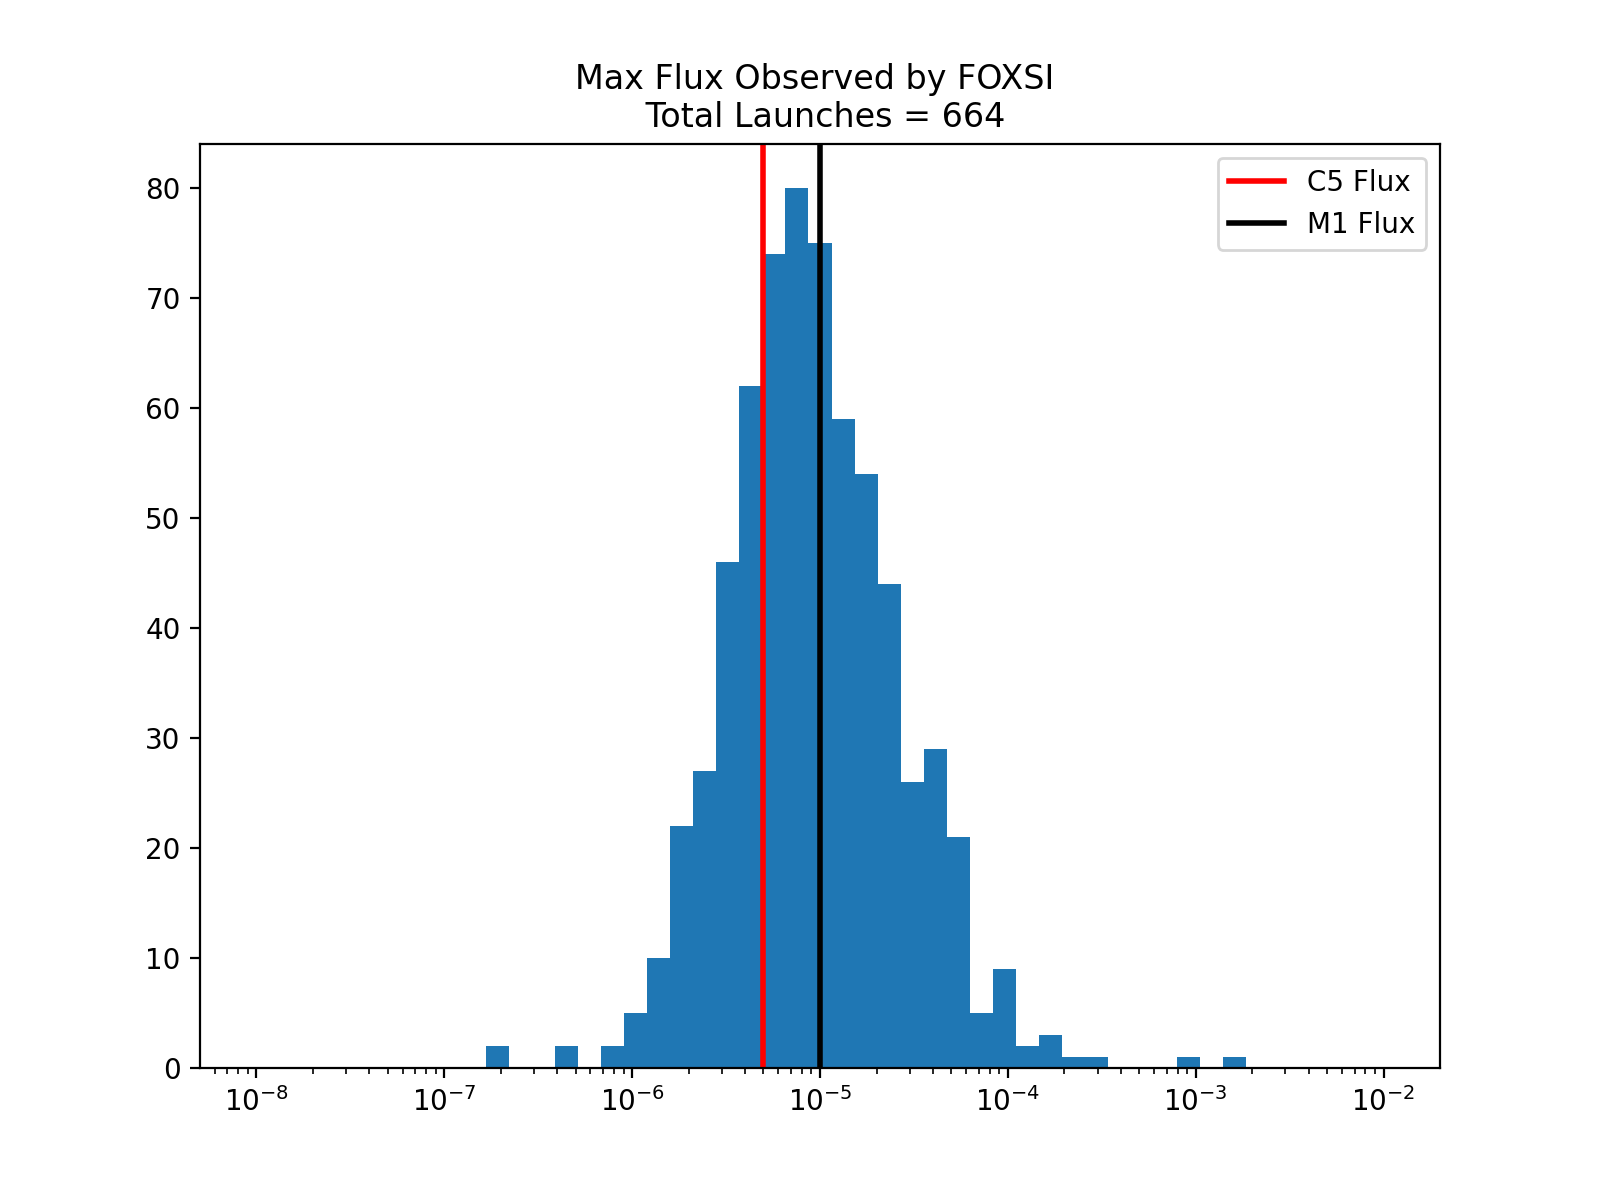 Max Flux Observed by FOXSI
Total Launches = 664
C5 Flux
M1 Flux
80
70
60
50
40
30
20
10
0
10⁻⁸ 10⁻⁷ 10⁻⁶ 10⁻⁵ 10⁻⁴ 10⁻³ 10⁻²